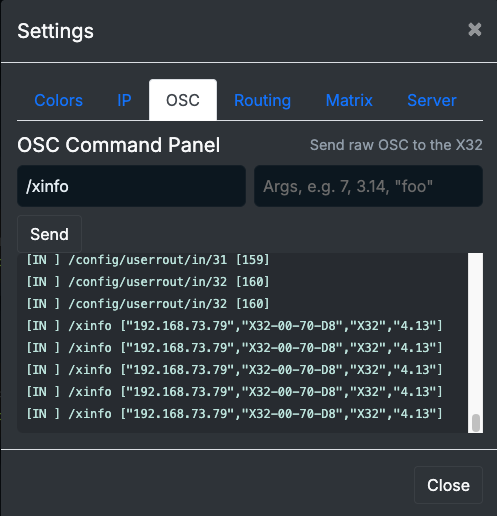 Settings
×
Colors IP OSC Routing Matrix Server
OSC Command Panel Send raw OSC to the X32
/xinfo Args, e.g. 7, 3.14, "foo"
Send
[IN ] /config/userrout/in/31 [159]
[IN ] /config/userrout/in/32 [160]
[IN ] /config/userrout/in/32 [160]
[IN ] /xinfo ["192.168.73.79","X32-00-70-D8","X32","4.13"]
[IN ] /xinfo ["192.168.73.79","X32-00-70-D8","X32","4.13"]
[IN ] /xinfo ["192.168.73.79","X32-00-70-D8","X32","4.13"]
[IN ] /xinfo ["192.168.73.79","X32-00-70-D8","X32","4.13"]
[IN ] /xinfo ["192.168.73.79","X32-00-70-D8","X32","4.13"]
Close